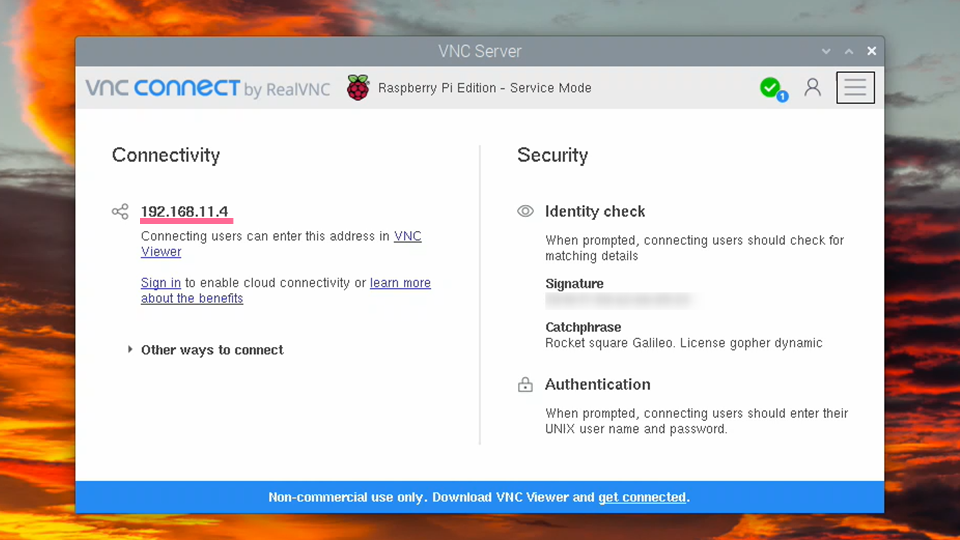 VNC Server
VNC CONNECT by RealVNC
Raspberry Pi Edition - Service Mode
1
Connectivity
192.168.11.4
Connecting users can enter this address in VNC
Viewer
Sign in to enable cloud connectivity or learn more
about the benefits
Other ways to connect
Security
Identity check
When prompted, connecting users should check for
matching details
Signature
Catchphrase
Rocket square Galileo. License gopher dynamic
Authentication
When prompted, connecting users should enter their
UNIX user name and password.
Non-commercial use only. Download VNC Viewer and get connected.